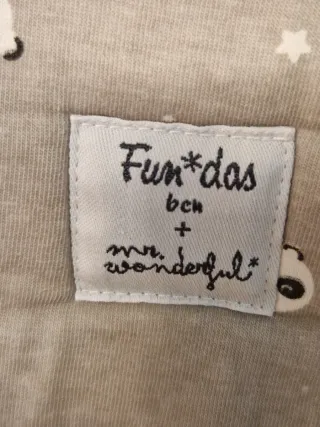 Fun*das
bcn
+
mr.
wonderful*